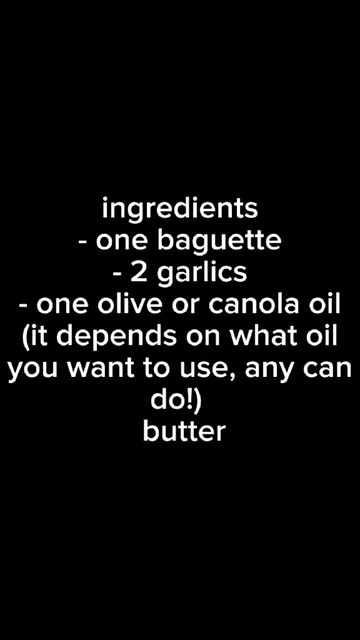 ingredients
- one baguette
- 2 garlics
- one olive or canola oil
(it depends on what oil
you want to use, any can
do!)
butter